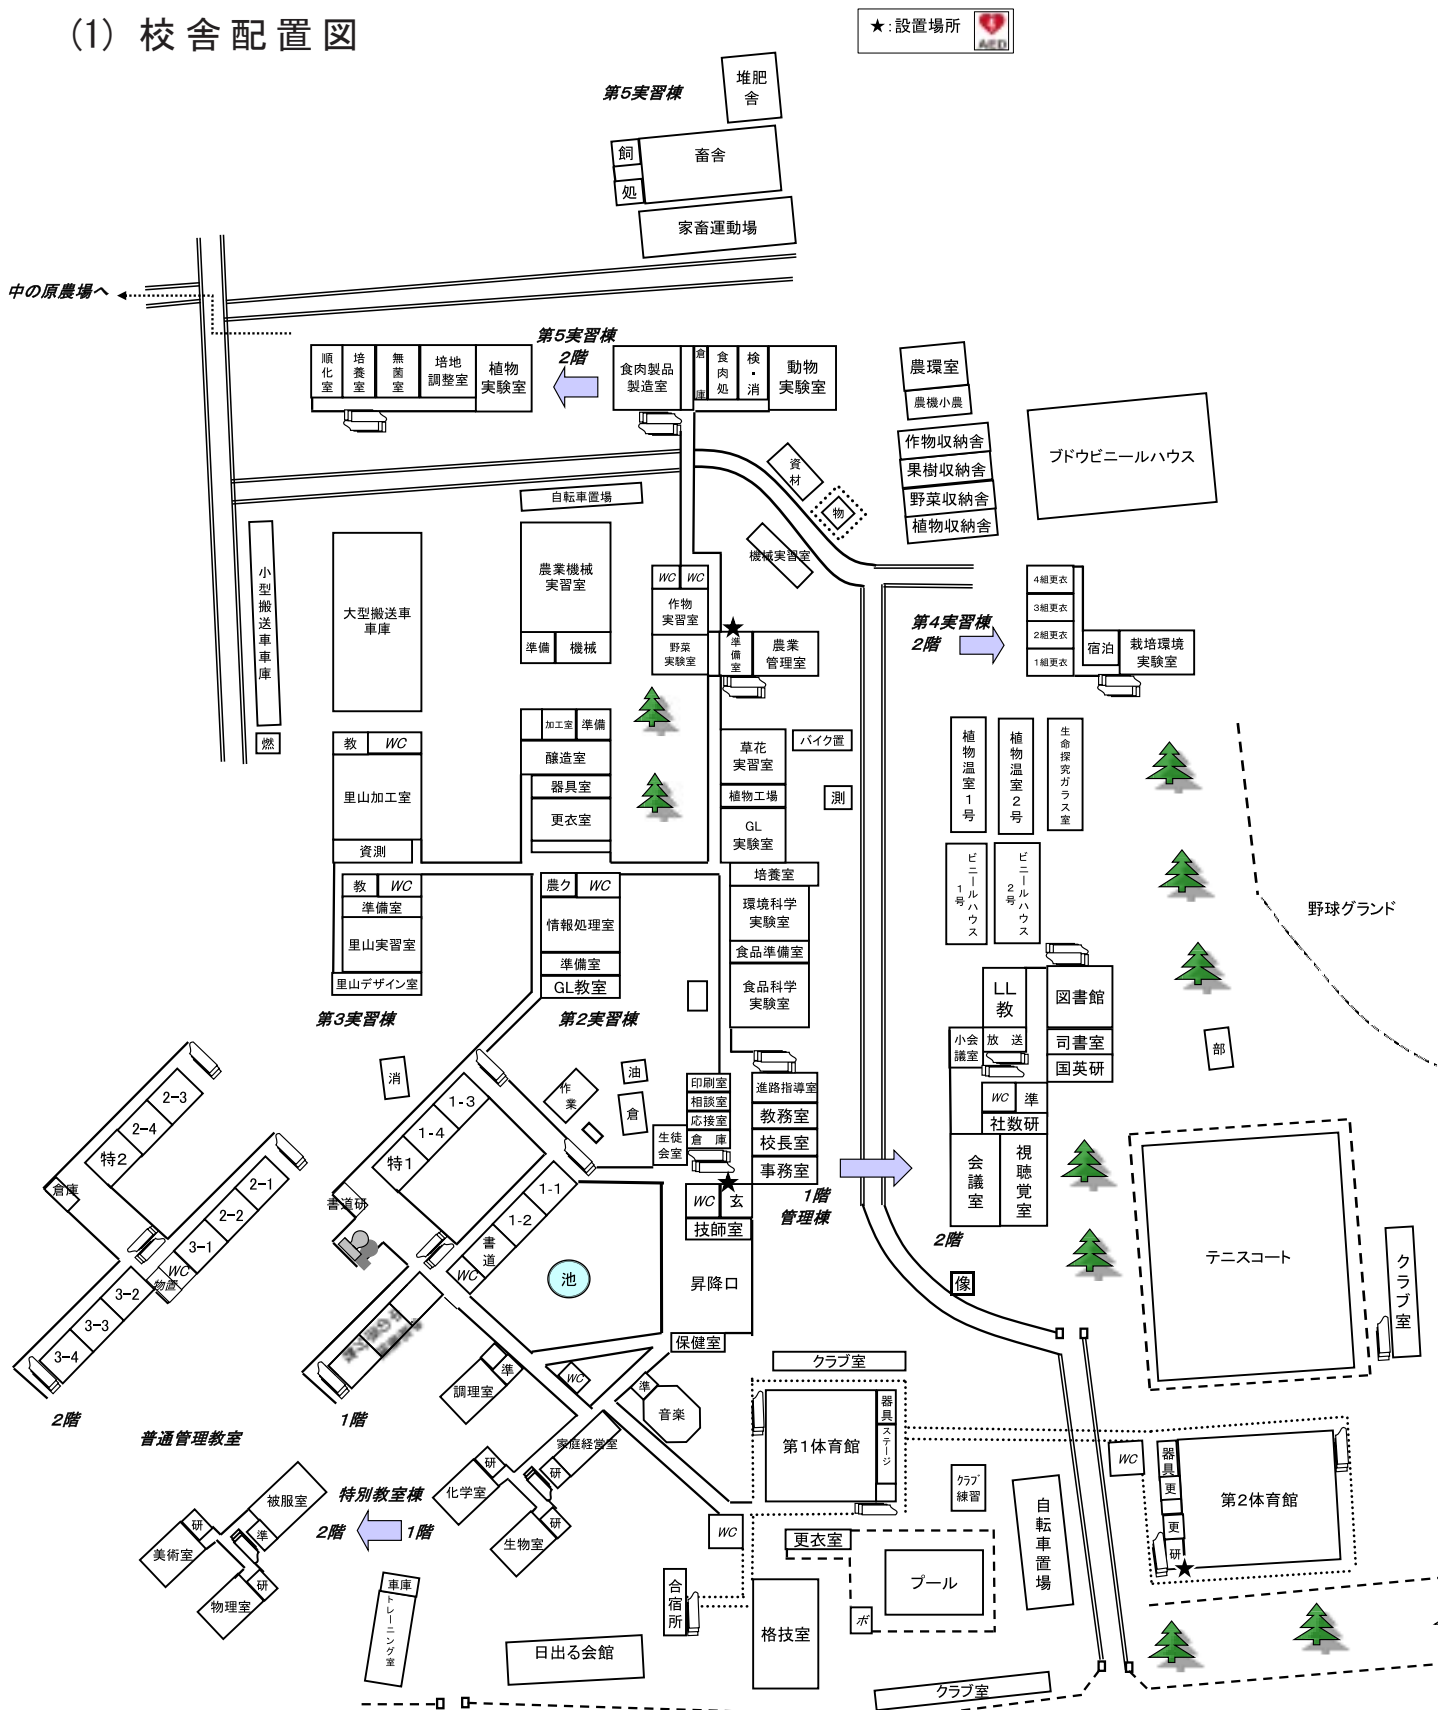 (1) 校舎配置図
★:設置場所
AED
第5実習棟
堆肥
舎
飼
処
畜舎
家畜運動場
中の原農場へ
第5実習棟
2階
順化室
培養室
無菌室
培地
調整室
植物
実験室
食肉製品
製造室
倉庫
食肉処
検・消
動物
実験室
農環室
農機小農
作物収納舎
果樹収納舎
野菜収納舎
植物収納舎
ブドウビニールハウス
資材
物
機械実習室
自転車置場
小型搬送車車庫
燃
大型搬送車
車庫
農業機械
実習室
準備
機械
WC
WC
作物
実習室
野菜
実験室
準備室
農業
管理室
第4実習棟
2階
4組更衣
3組更衣
2組更衣
1組更衣
宿泊
栽培環境
実験室
加工室
準備
醸造室
器具室
更衣室
教
WC
里山加工室
資測
草花
実習室
植物工場
GL
実験室
バイク置
測
植物温室1号
植物温室2号
生命探究ガラス室
ビニールハウス
1号
ビニールハウス
2号
野球グランド
教
WC
準備室
里山実習室
里山デザイン室
第3実習棟
農ク
WC
情報処理室
準備室
GL教室
第2実習棟
培養室
環境科学
実験室
食品準備室
食品科学
実験室
LL
教
図書館
小会
議室
放送
司書室
国英研
WC
準
社数研
会議室
視聴覚室
2階
部
消
作業
油
倉
生徒
会室
印刷室
相談室
応接室
倉庫
進路指導室
教務室
校長室
事務室
1階
管理棟
WC
玄
技師室
昇降口
保健室
池
2-3
2-4
特2
倉庫
2-1
2-2
3-1
WC
物置
3-2
3-3
3-4
2階
普通管理教室
1-3
1-4
特1
書道研
1-1
1-2
書道
WC
1階
像
テニスコート
クラブ室
調理室
準
WC
準
音楽
家庭経営室
研
化学室
研
生物室
研
特別教室棟
2階
1階
被服室
準
研
美術室
研
物理室
クラブ室
第1体育館
器具
ステージ
クラブ
練習
自転車置場
WC
器具
更
更
研
第2体育館
WC
更衣室
プール
ボ
合宿所
格技室
車庫
トレーニング室
日出る会館
クラブ室